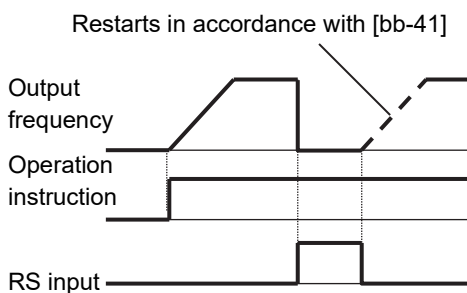 Restarts in accordance with [bb-41]
Output
frequency
Operation
instruction
RS input